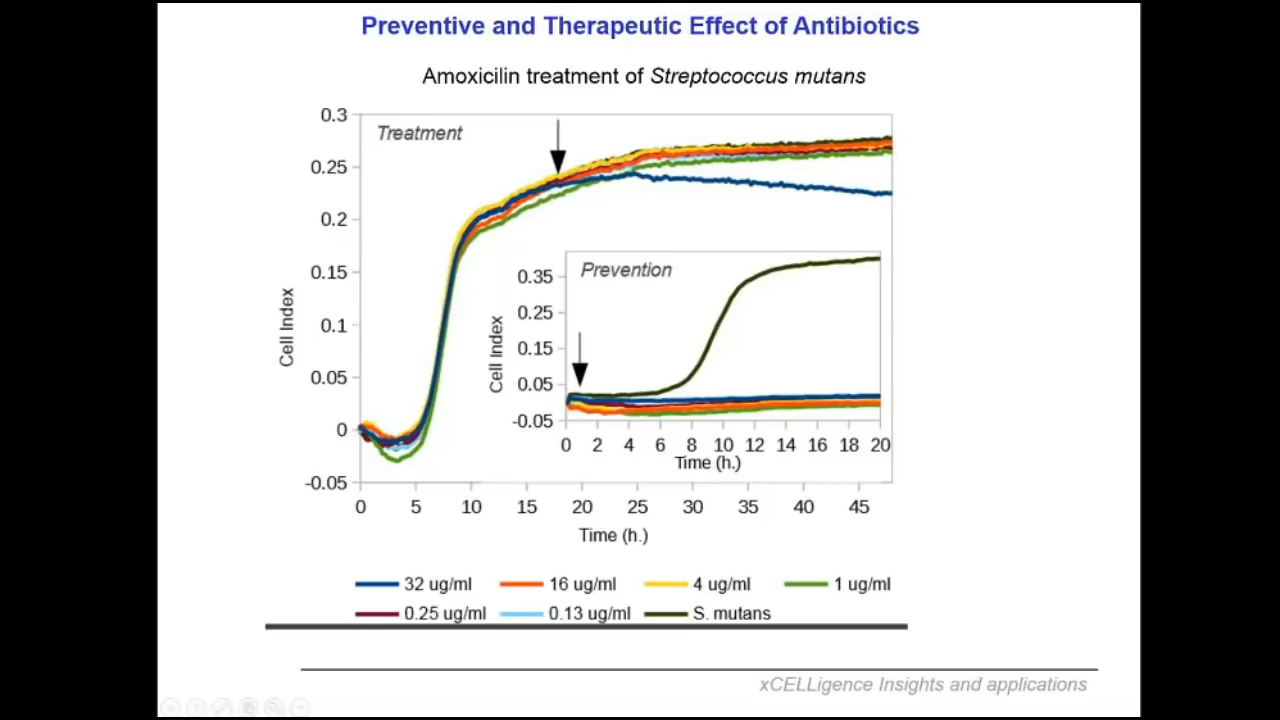 Preventive and Therapeutic Effect of Antibiotics
Amoxicilin treatment of Streptococcus mutans
Treatment
0.3
0.25
0.2
0.15
0.1
0.05
0
-0.05
Cell Index
0 5 10 15 20 25 30 35 40 45
Time (h.)
Prevention
0.35
0.25
0.15
0.05
-0.05
Cell Index
0 2 4 6 8 10 12 14 16 18 20
Time (h.)
32 ug/ml 16 ug/ml 4 ug/ml 1 ug/ml
0.25 ug/ml 0.13 ug/ml S. mutans
xCELLigence Insights and applications